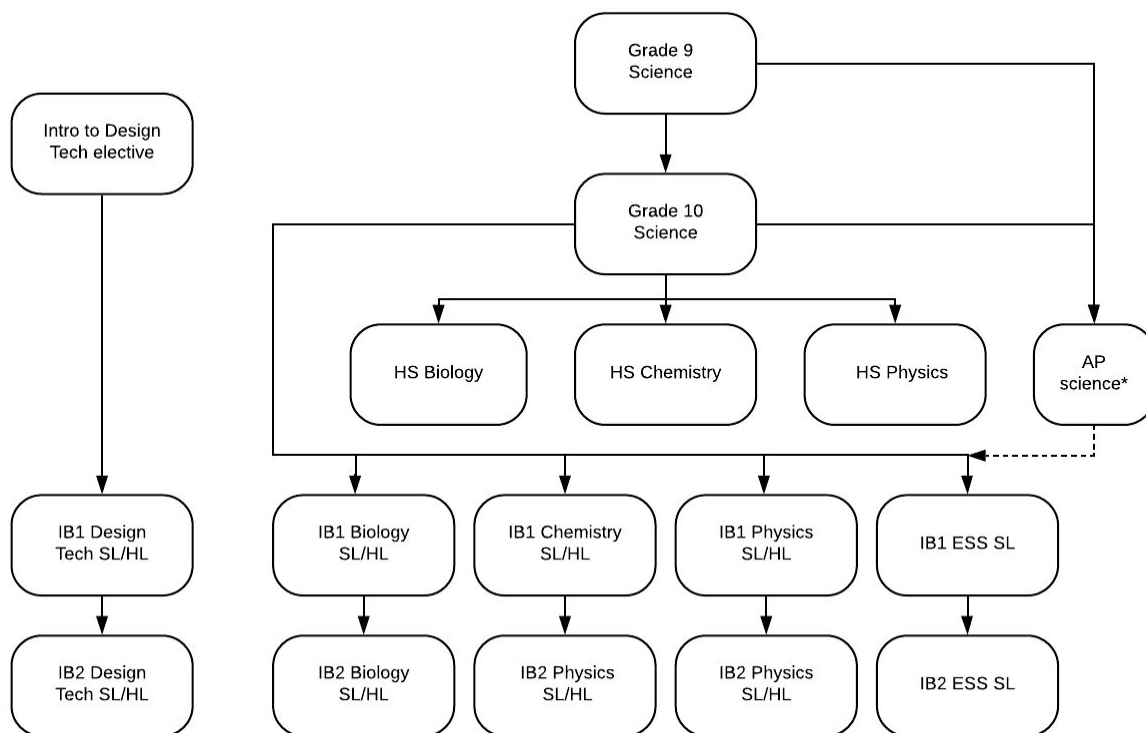 Grade 9
Science
Intro to Design
Tech elective
Grade 10
Science
HS Biology
HS Chemistry
HS Physics
AP
science*
IB1 Design
Tech SL/HL
IB1 Biology
SL/HL
IB1 Chemistry
SL/HL
IB1 Physics
SL/HL
IB1 ESS SL
IB2 Design
Tech SL/HL
IB2 Biology
SL/HL
IB2 Physics
SL/HL
IB2 Physics
SL/HL
IB2 ESS SL